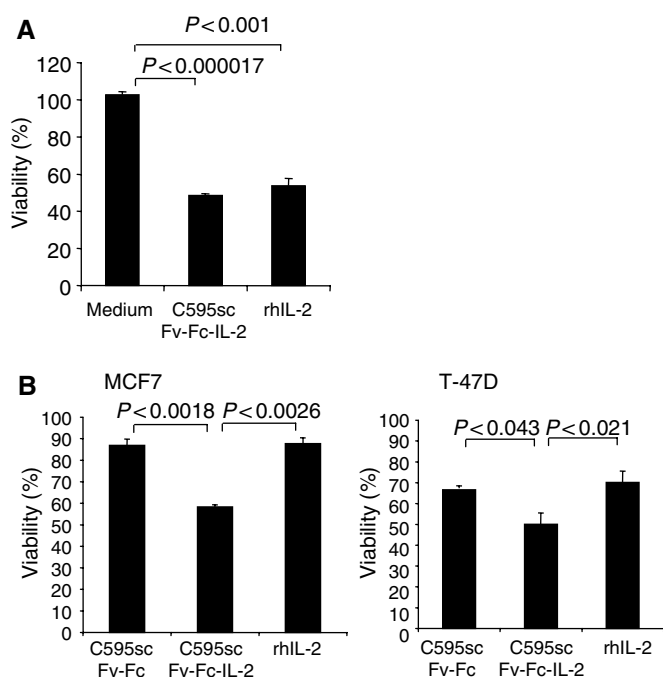 A
P<0.001
P<0.000017
120
100
80
60
40
20
0
Viability (%)
Medium
C595sc
Fv-Fc-IL-2
rhIL-2
B
MCF7
P<0.0018
P<0.0026
100
90
80
70
60
50
40
30
20
10
0
Viability (%)
C595sc
Fv-Fc
C595sc
Fv-Fc-IL-2
rhIL-2
T-47D
P<0.043
P<0.021
100
90
80
70
60
50
40
30
20
10
0
Viability (%)
C595sc
Fv-Fc
C595sc
Fv-Fc-IL-2
rhIL-2